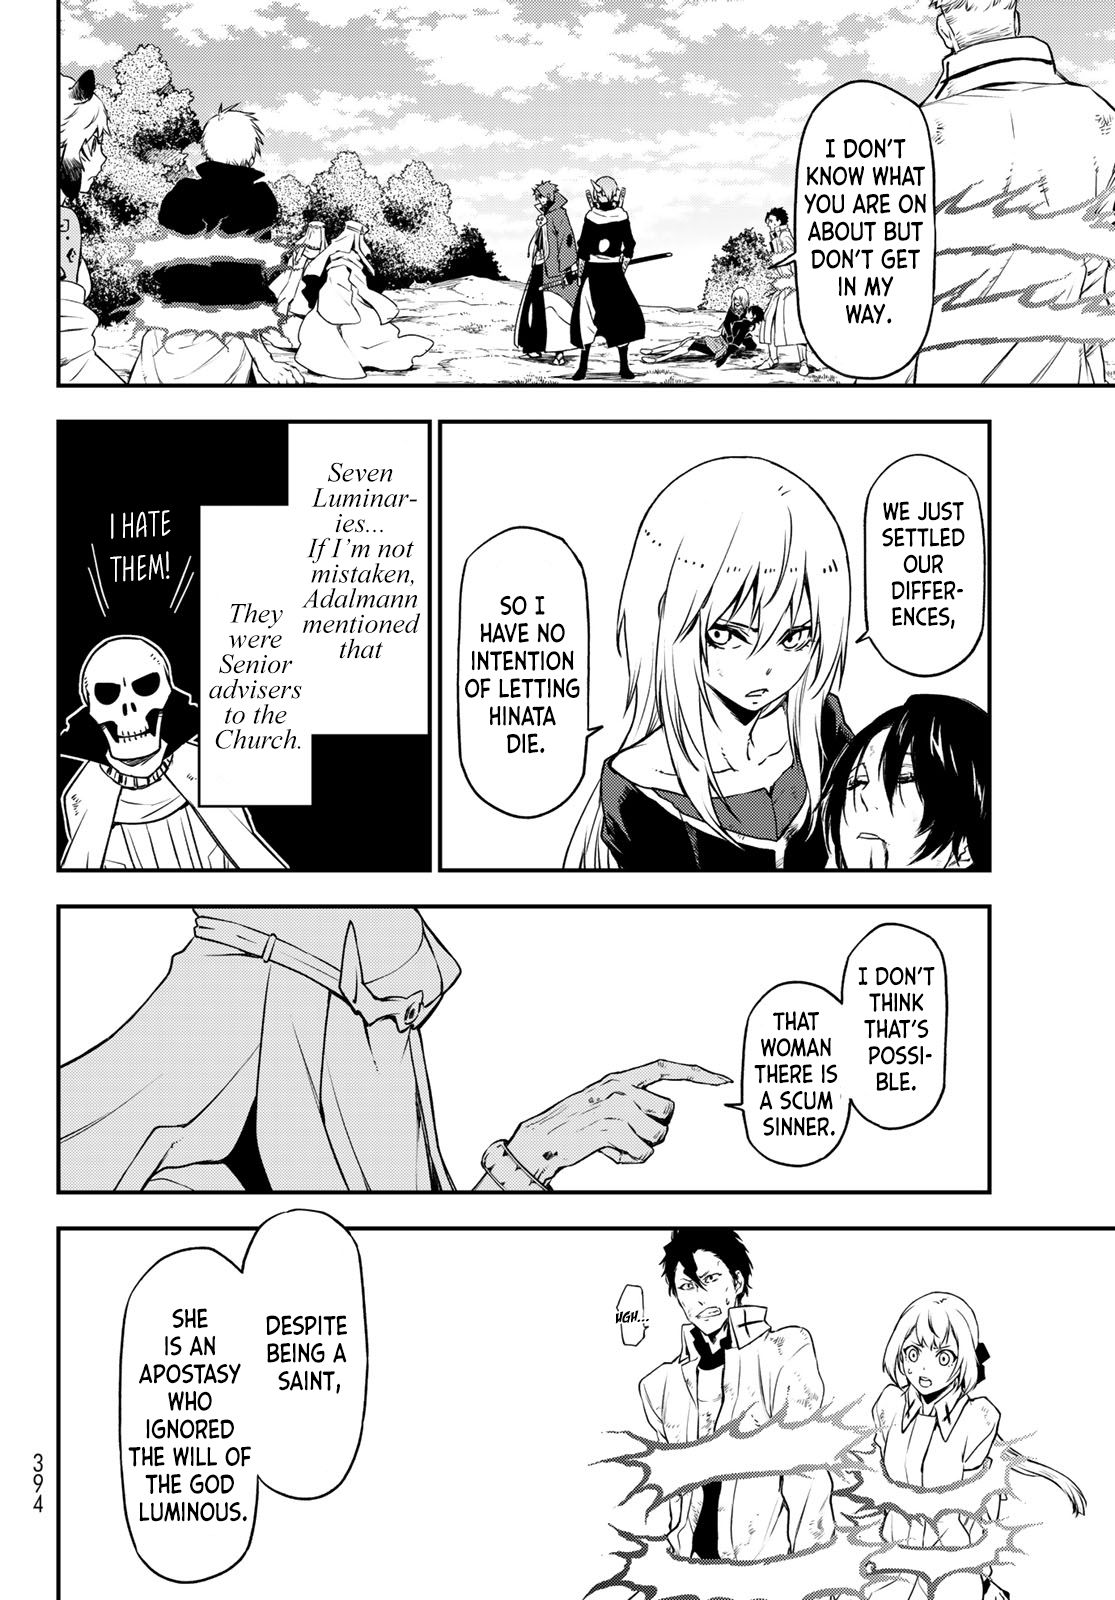 I DON'T
KNOW WHAT
YOU ARE ON
ABOUT BUT
DON'T GET
IN MY
WAY.
WE JUST
SETTLED
OUR
DIFFER-
ENCES,
SO I
HAVE NO
INTENTION
OF LETTING
HINATA
DIE.
Seven
Luminar-
ies...
If I'm not
mistaken,
Adalmann
mentioned
that
They
were
Senior
advisers
to the
Church.
I HATE
THEM!
I DON'T
THINK
THAT'S
POSSI-
BLE.
THAT
WOMAN
THERE IS
A SCUM
SINNER.
UGH...
DESPITE
BEING A
SAINT,
SHE
IS AN
APOSTASY
WHO
IGNORED
THE WILL OF
THE GOD
LUMINOUS.
394